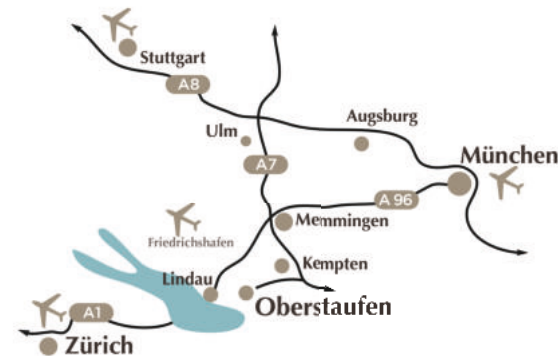 Stuttgart
A8
Augsburg
Ulm
München
A7
A 96
Memmingen
Friedrichshafen
Kempten
Lindau
Oberstaufen
A1
Zürich